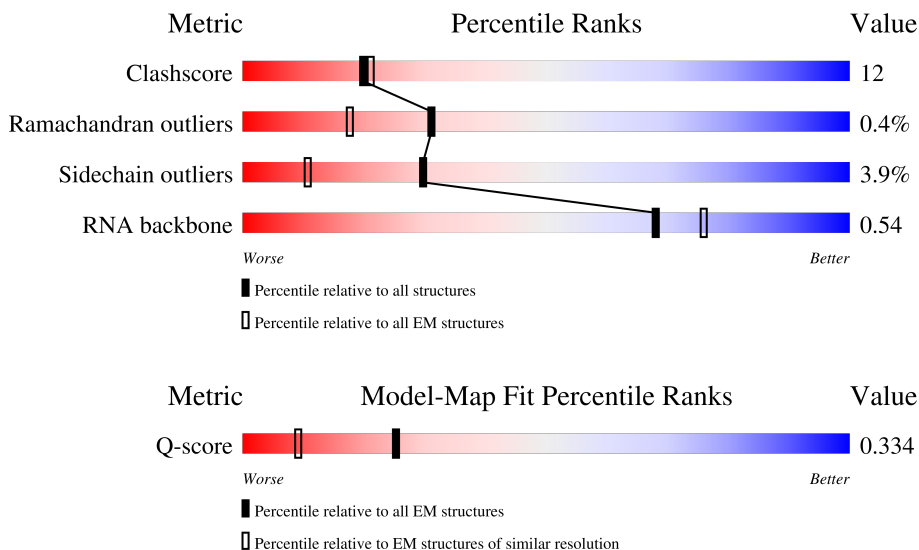 Metric Percentile Ranks Value
Clashscore 12
Ramachandran outliers 0.4%
Sidechain outliers 3.9%
RNA backbone 0.54
Worse Better
Percentile relative to all structures
Percentile relative to all EM structures
Metric Model-Map Fit Percentile Ranks Value
Q-score 0.334
Worse Better
Percentile relative to all EM structures
Percentile relative to EM structures of similar resolution